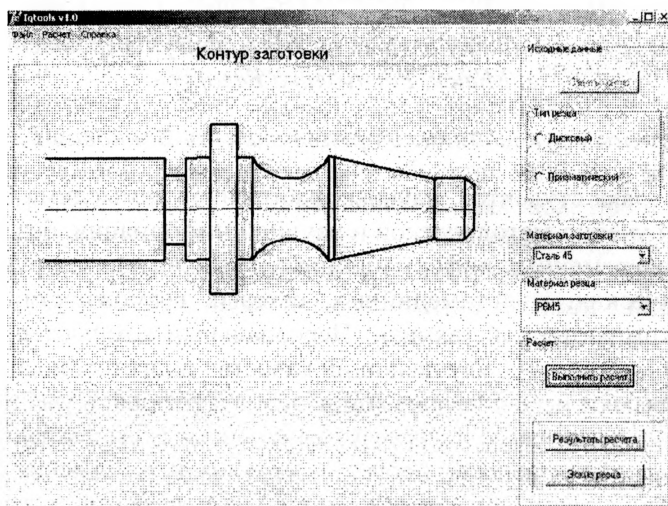 Iqtools v1.0
Файл Расчет Справка
Контур заготовки
Исходные данные
Тип резца
Дисковый
Призматический
Материал заготовки
Сталь 45
Материал резца
Р6М5
Расчет
Выполнить расчет
Результаты расчета
Эскиз резца